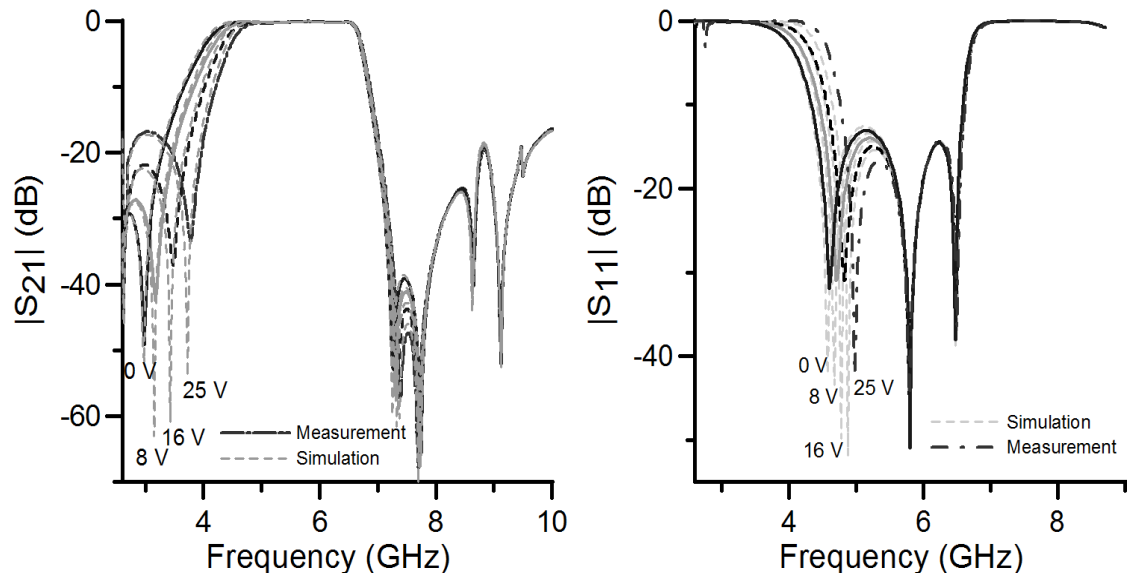 |S21| (dB)
0
-20
-40
-60
0 V
8 V
16 V
25 V
Measurement
Simulation
4
6
8
10
Frequency (GHz)
|S11| (dB)
0
-20
-40
0 V
8 V
16 V
25 V
Simulation
Measurement
4
6
8
Frequency (GHz)